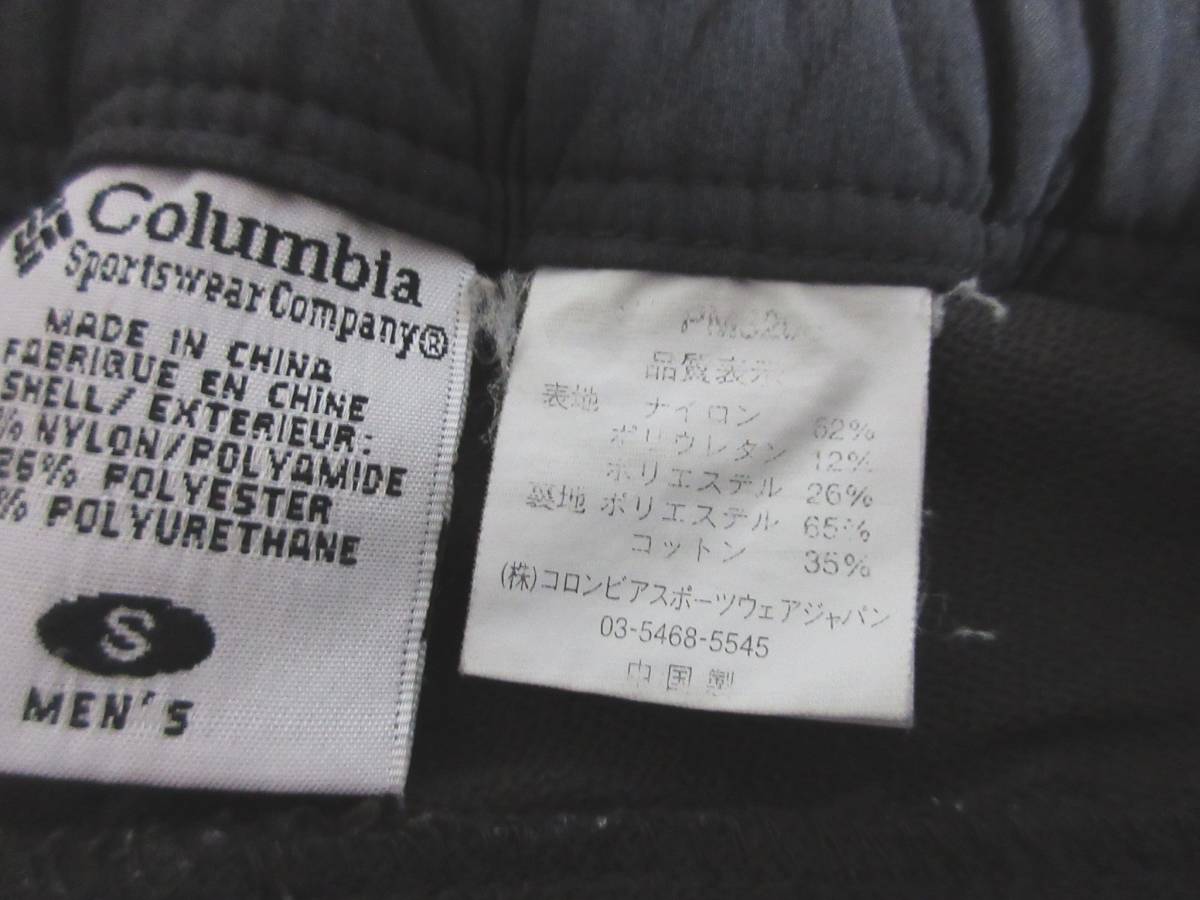 Columbia
Sportswear Company®
MADE IN CHINA
FABRIQUE EN CHINE
SHELL/EXTERIEUR:
% NYLON/POLYAMIDE
26% POLYESTER
% POLYURETHANE
S
MEN'S
品質表示
表地 ナイロン 62%
ポリウレタン 12%
ポリエステル 26%
裏地 ポリエステル 65%
コットン 35%
(株)コロンビアスポーツウェアジャパン
03-5468-5545
中国製